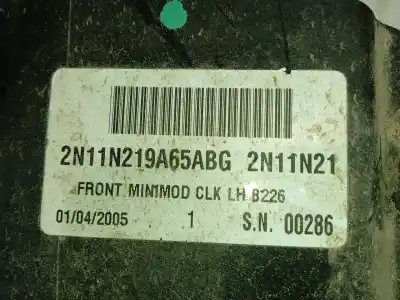 2N11N219A65ABG 2N11N21
FRONT MINIMOD CLK LH B226
01/04/2005 1 S.N. 00286